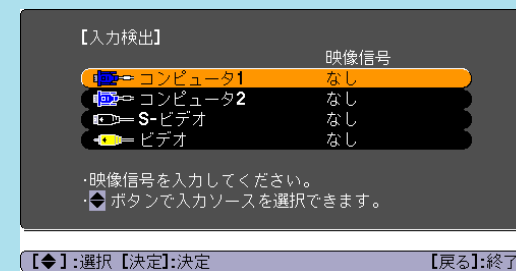 【入力検出】
映像信号
コンピュータ1 なし
コンピュータ2 なし
S-ビデオ なし
ビデオ なし
・映像信号を入力してください。
・ ボタンで入力ソースを選択できます。
【◆】:選択 【決定】:決定 【戻る】:終了